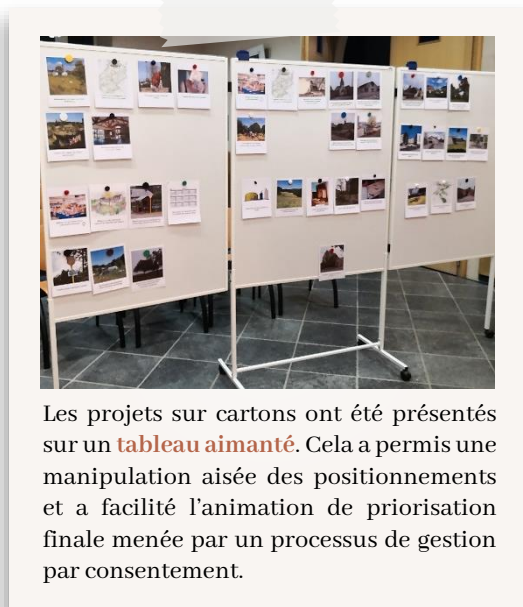 Les projets sur cartons ont été présentés
sur un tableau aimanté. Cela a permis une
manipulation aisée des positionnements
et a facilité l’animation de priorisation
finale menée par un processus de gestion
par consentement.